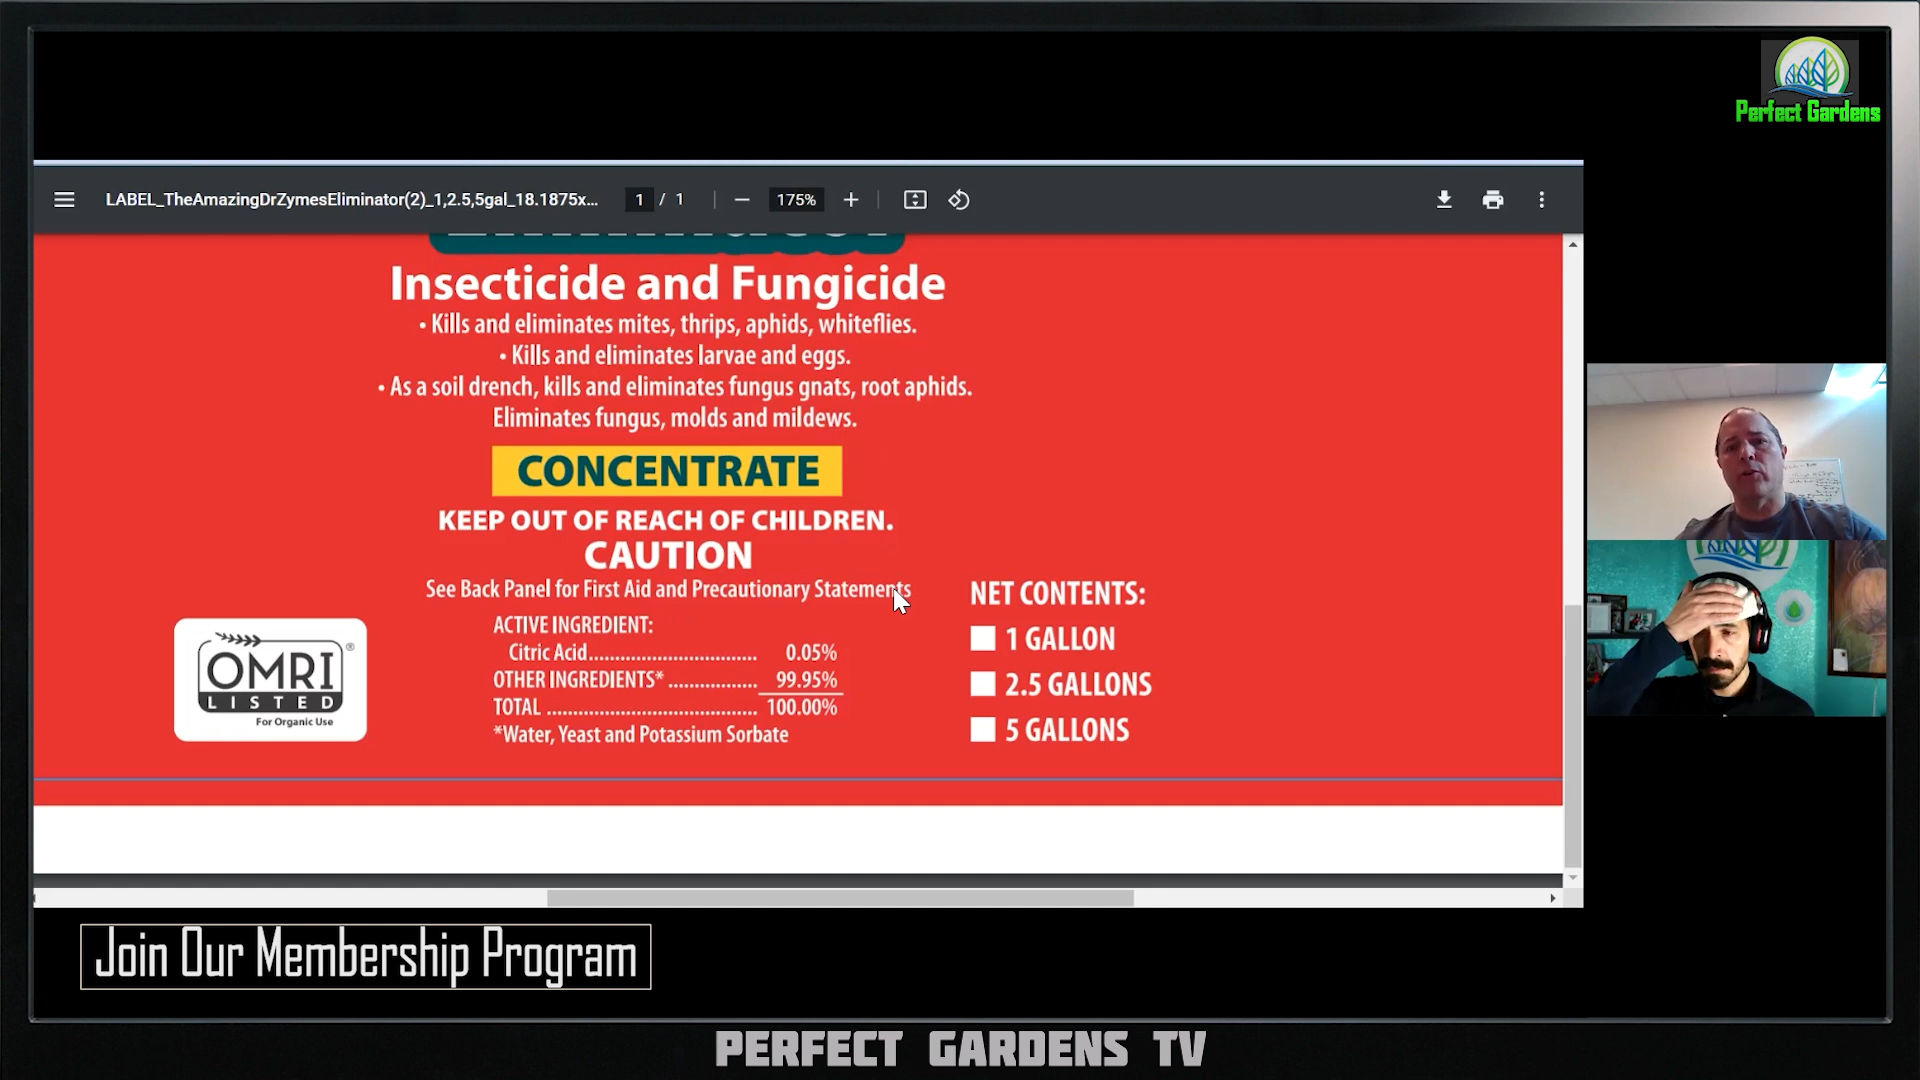 Perfect Gardens
LABEL_TheAmazingDrZymesEliminator(2)_1,2.5,5gal_18.1875x...
1 / 1
175%
Insecticide and Fungicide
• Kills and eliminates mites, thrips, aphids, whiteflies.
• Kills and eliminates larvae and eggs.
• As a soil drench, kills and eliminates fungus gnats, root aphids.
Eliminates fungus, molds and mildews.
CONCENTRATE
KEEP OUT OF REACH OF CHILDREN.
CAUTION
See Back Panel for First Aid and Precautionary Statements
ACTIVE INGREDIENT:
Citric Acid................................ 0.05%
OTHER INGREDIENTS* ................. 99.95%
TOTAL ......................................... 100.00%
*Water, Yeast and Potassium Sorbate
OMRI ®
LISTED
For Organic Use
NET CONTENTS:
1 GALLON
2.5 GALLONS
5 GALLONS
Join Our Membership Program
PERFECT GARDENS TV